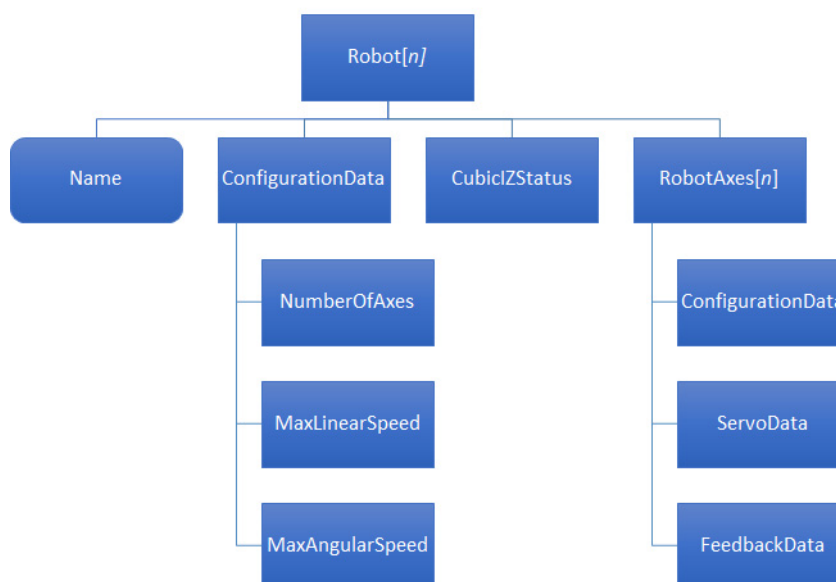 Robot[n]
Name
ConfigurationData
CubicIZStatus
RobotAxes[n]
NumberOfAxes
ConfigurationData
MaxLinearSpeed
ServoData
MaxAngularSpeed
FeedbackData